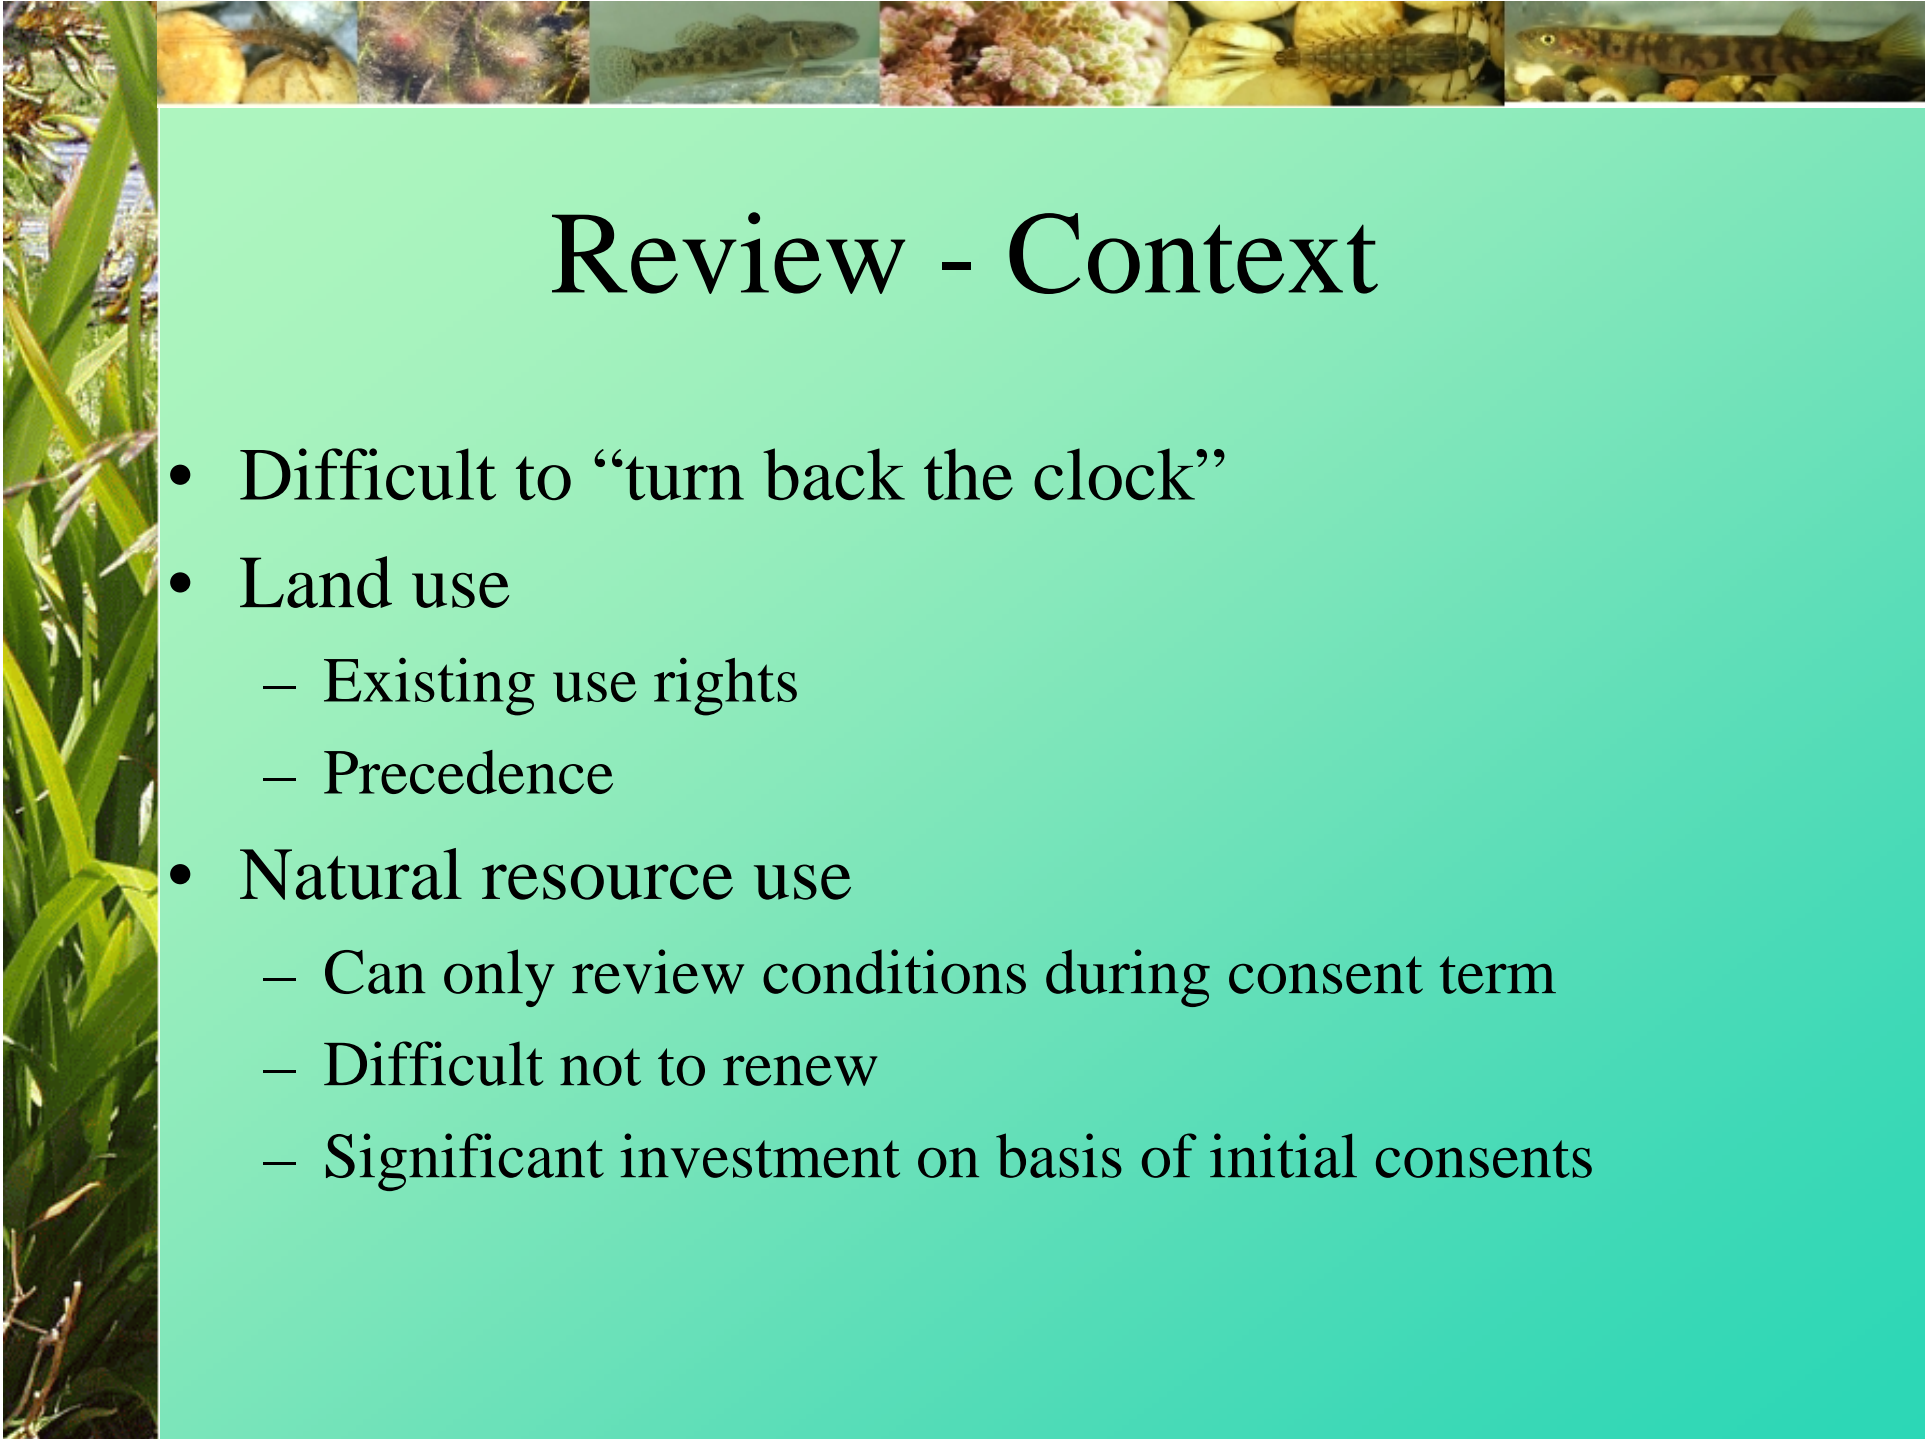 Review - Context
• Difficult to “turn back the clock”
• Land use
– Existing use rights
– Precedence
• Natural resource use
– Can only review conditions during consent term
– Difficult not to renew
– Significant investment on basis of initial consents